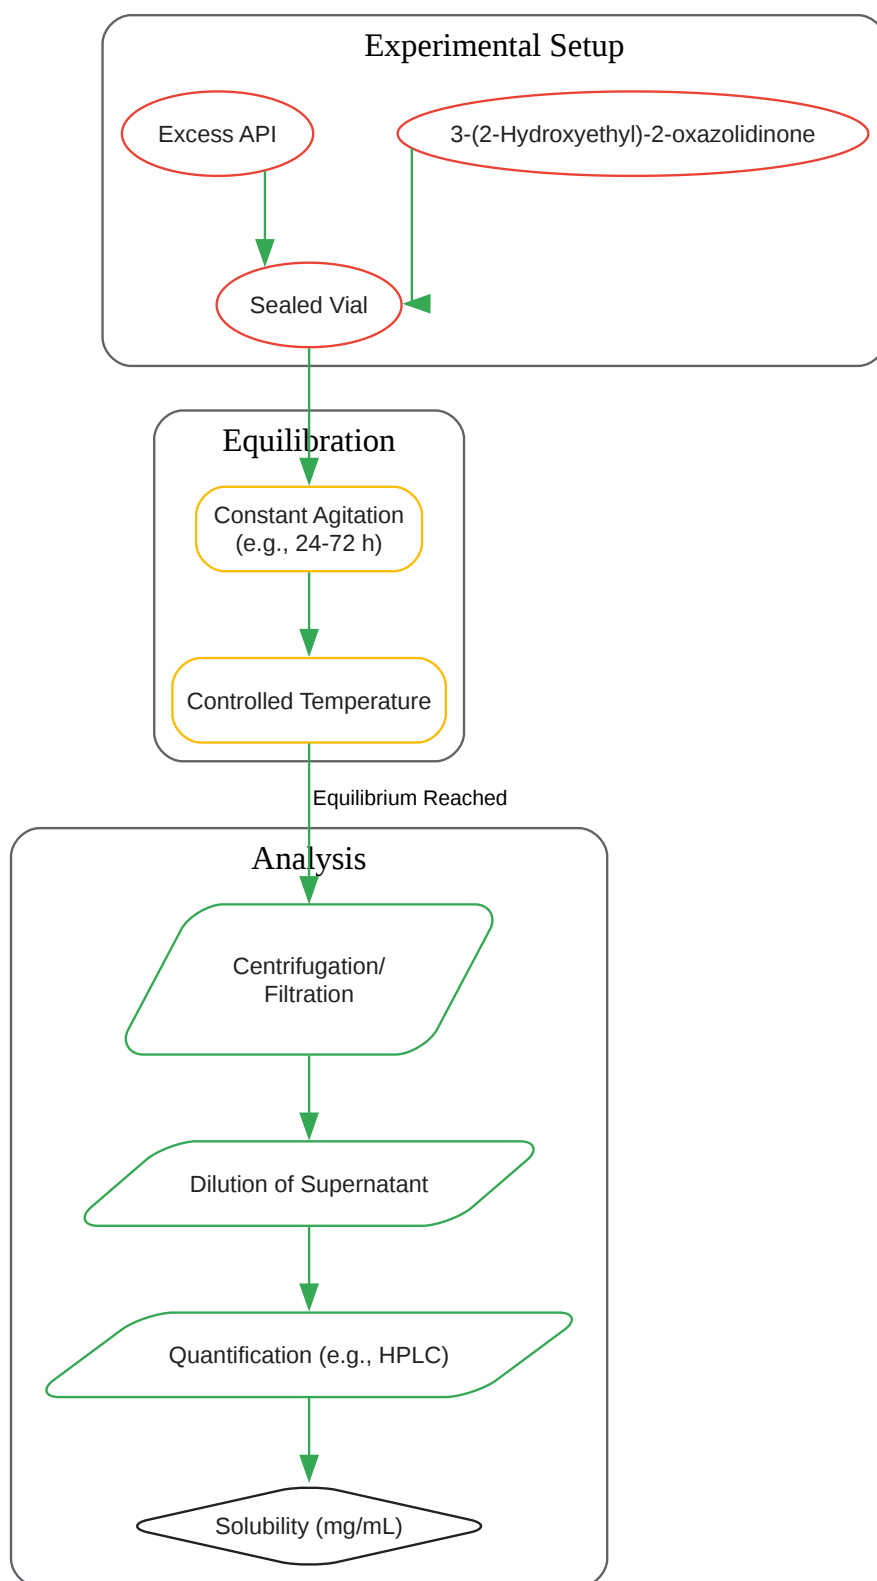 Experimental Setup
Excess API
3-(2-Hydroxyethyl)-2-oxazolidinone
Sealed Vial
Equilibration
Constant Agitation
(e.g., 24-72 h)
Controlled Temperature
Equilibrium Reached
Analysis
Centrifugation/
Filtration
Dilution of Supernatant
Quantification (e.g., HPLC)
Solubility (mg/mL)